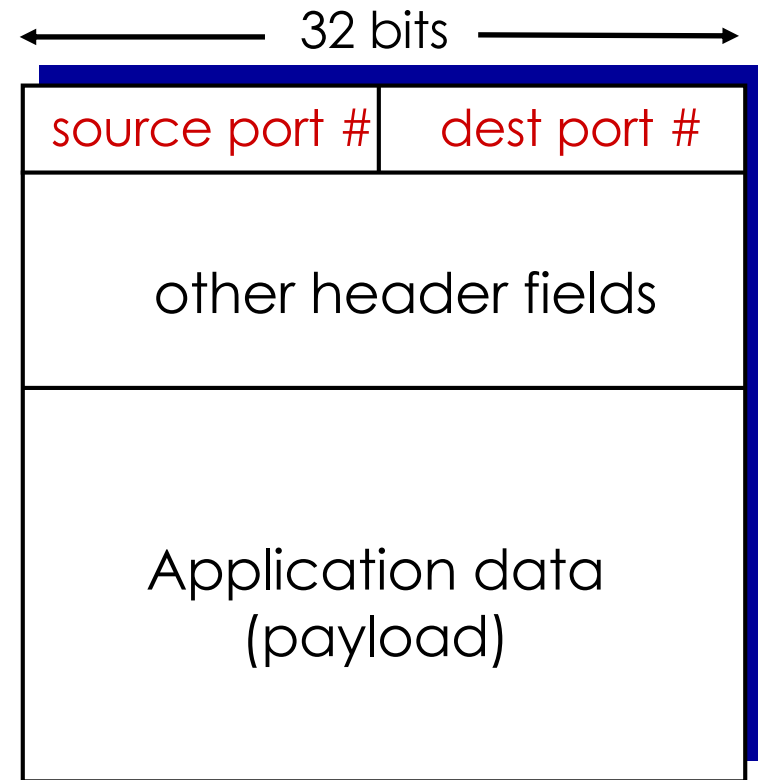 32 bits
source port # dest port #
other header fields
Application data
(payload)